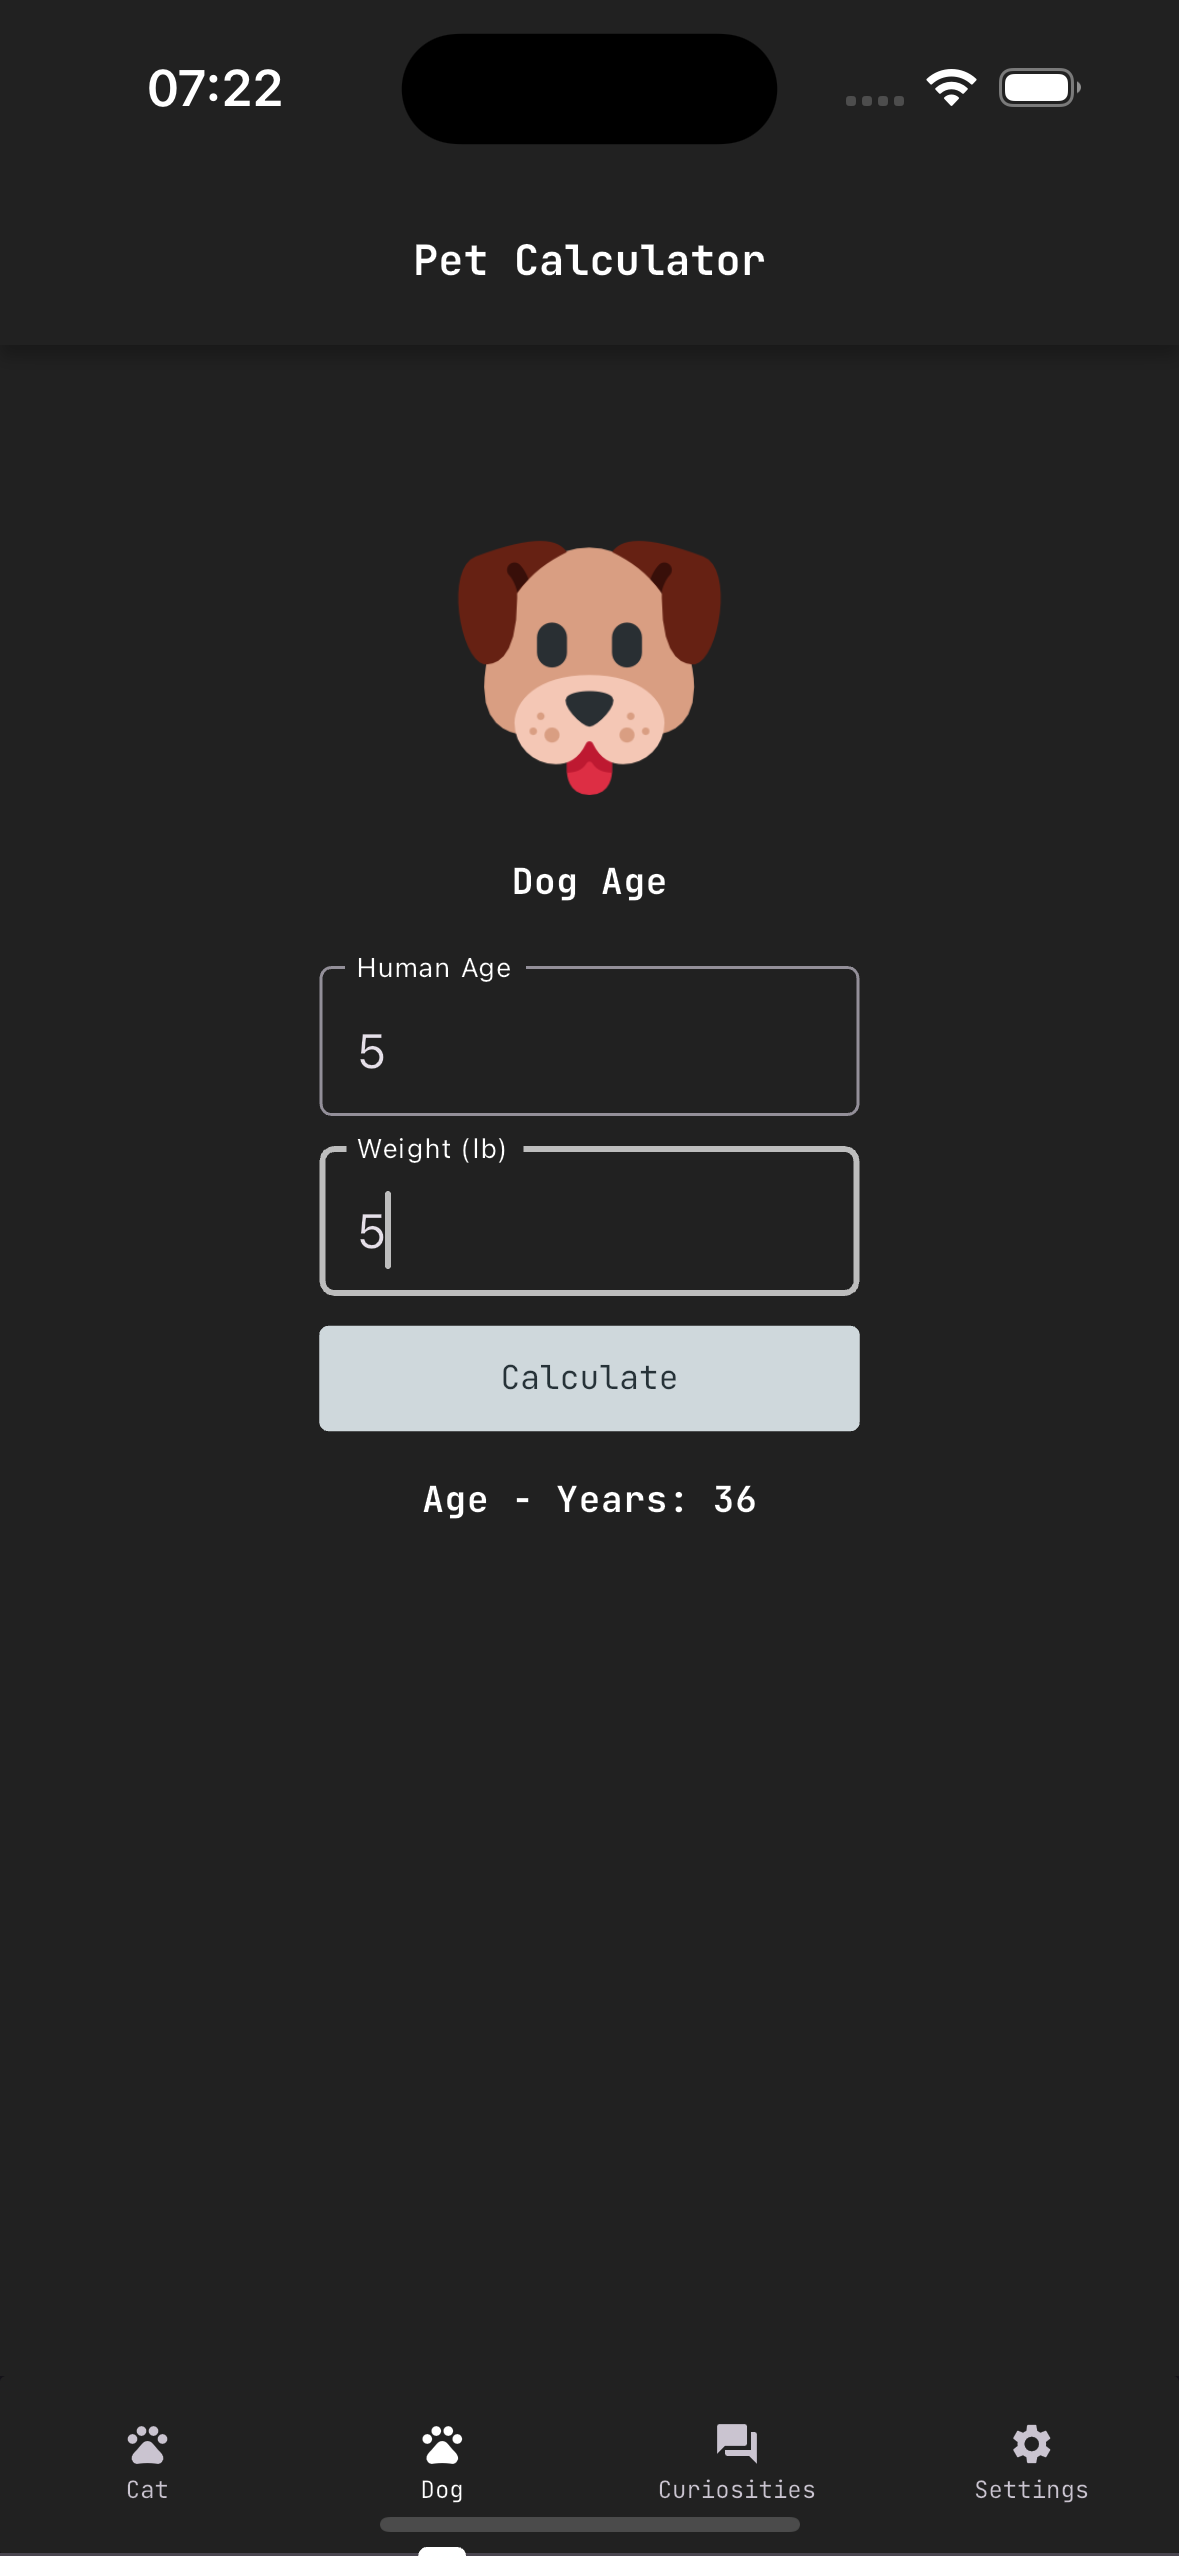 07:22
Pet Calculator
Dog Age
Human Age
5
Weight (lb)
5
Calculate
Age - Years: 36
Cat
Dog
Curiosities
Settings